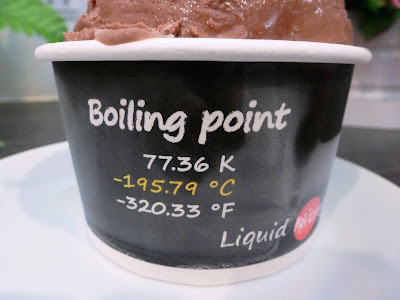 Boiling point
77.36 K
-195.79 °C
-320.33 °F
Liquid